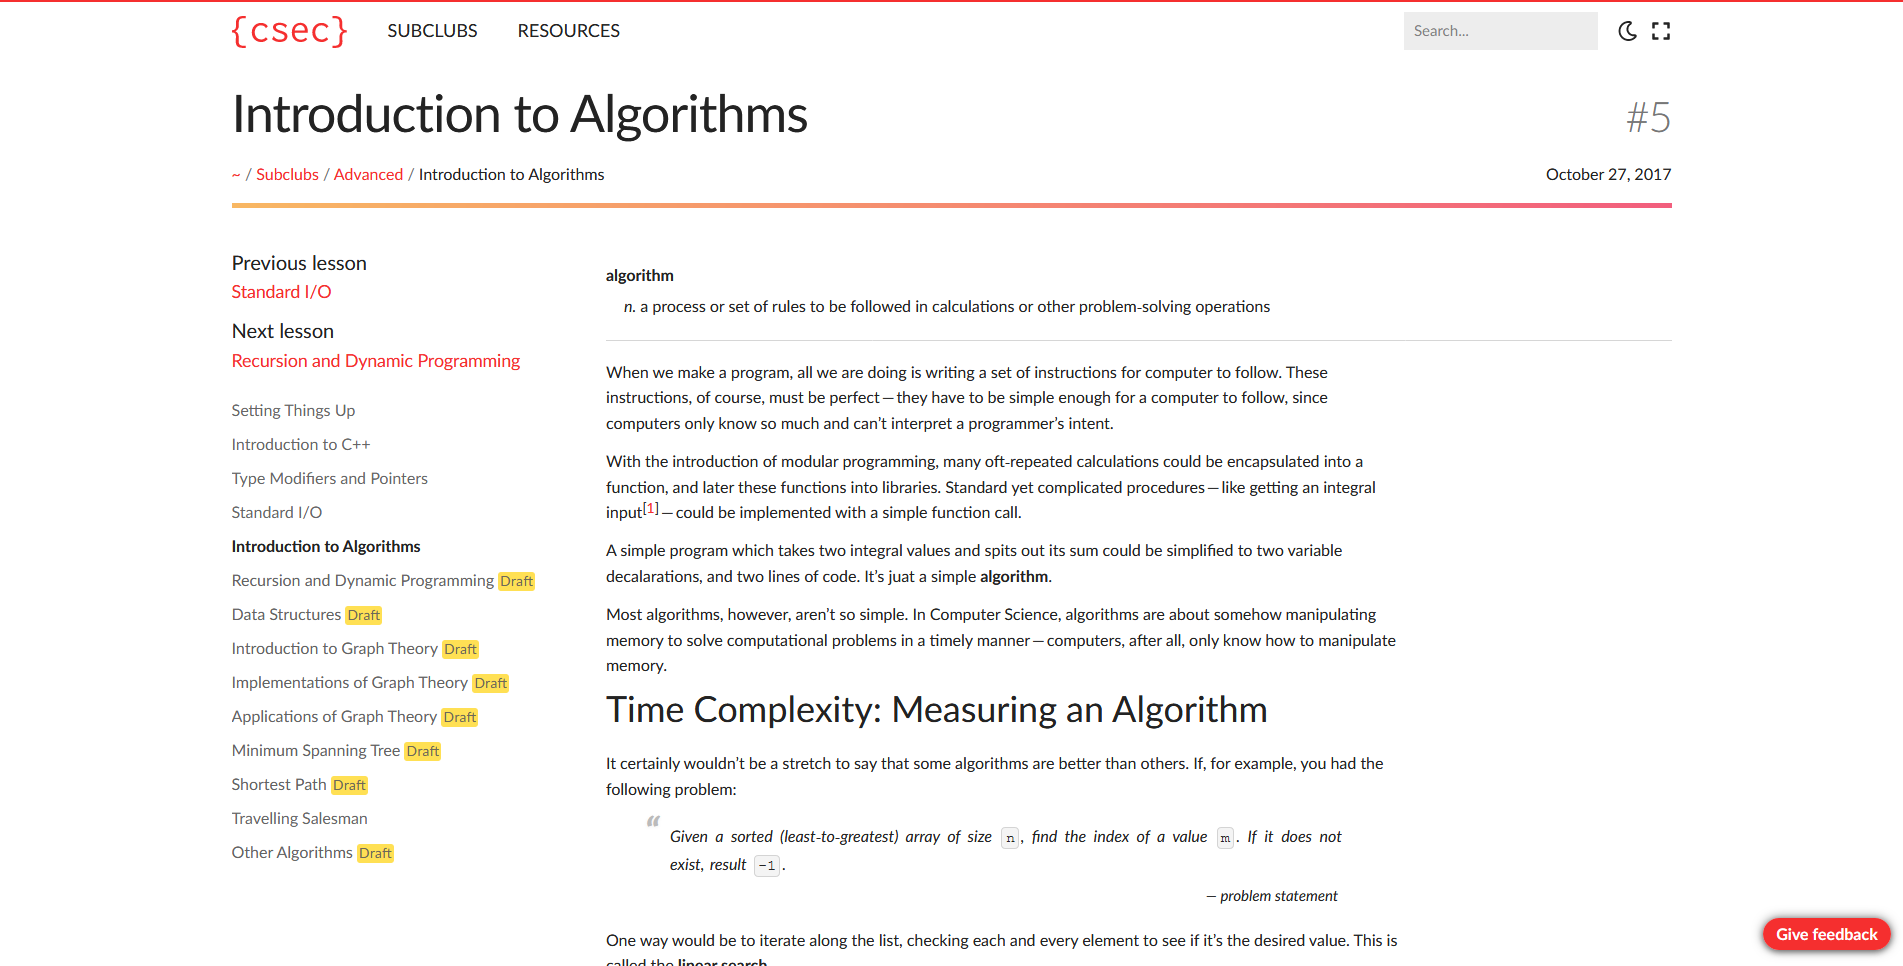 {csec}
SUBCLUBS
RESOURCES
Search...
Introduction to Algorithms
#5
~ / Subclubs / Advanced / Introduction to Algorithms
October 27, 2017
Previous lesson
Standard I/O
Next lesson
Recursion and Dynamic Programming
Setting Things Up
Introduction to C++
Type Modifiers and Pointers
Standard I/O
Introduction to Algorithms
Recursion and Dynamic Programming Draft
Data Structures Draft
Introduction to Graph Theory Draft
Implementations of Graph Theory Draft
Applications of Graph Theory Draft
Minimum Spanning Tree Draft
Shortest Path Draft
Travelling Salesman
Other Algorithms Draft
algorithm
n. a process or set of rules to be followed in calculations or other problem-solving operations
When we make a program, all we are doing is writing a set of instructions for computer to follow. These
instructions, of course, must be perfect—they have to be simple enough for a computer to follow, since
computers only know so much and can’t interpret a programmer’s intent.
With the introduction of modular programming, many oft-repeated calculations could be encapsulated into a
function, and later these functions into libraries. Standard yet complicated procedures—like getting an integral
input[1]—could be implemented with a simple function call.
A simple program which takes two integral values and spits out its sum could be simplified to two variable
decalarations, and two lines of code. It’s juat a simple algorithm.
Most algorithms, however, aren’t so simple. In Computer Science, algorithms are about somehow manipulating
memory to solve computational problems in a timely manner—computers, after all, only know how to manipulate
memory.
Time Complexity: Measuring an Algorithm
It certainly wouldn’t be a stretch to say that some algorithms are better than others. If, for example, you had the
following problem:
“
Given a sorted (least-to-greatest) array of size n, find the index of a value m. If it does not
exist, result -1.
— problem statement
One way would be to iterate along the list, checking each and every element to see if it’s the desired value. This is
called the linear search
Give feedback